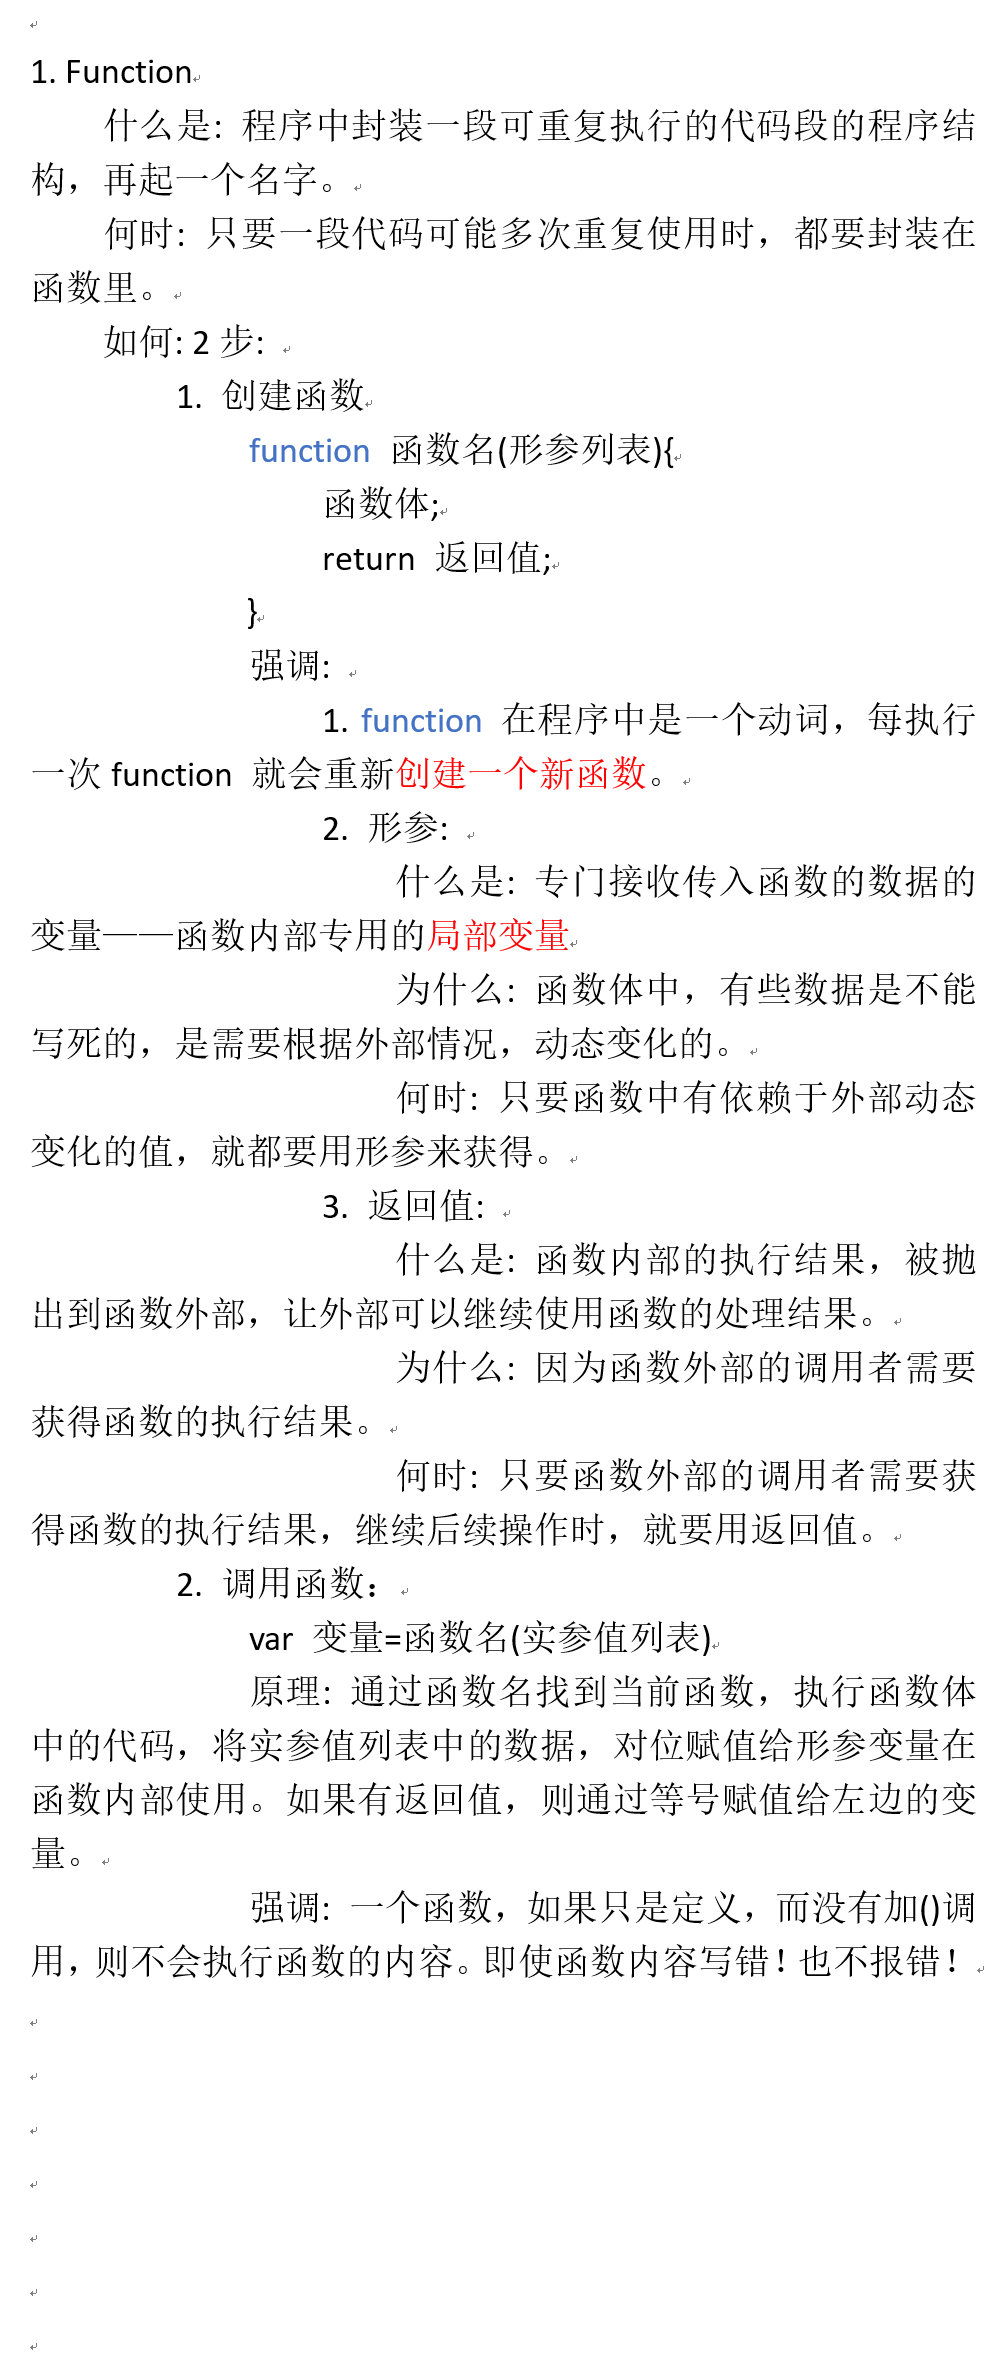 1. Function
什么是: 程序中封装一段可重复执行的代码段的程序结
构，再起一个名字。
何时: 只要一段代码可能多次重复使用时，都要封装在
函数里。
如何: 2 步:
1. 创建函数
function 函数名(形参列表){
函数体;
return 返回值;
}
强调:
1. function 在程序中是一个动词，每执行
一次 function 就会重新创建一个新函数。
2. 形参:
什么是: 专门接收传入函数的数据的
变量——函数内部专用的局部变量
为什么: 函数体中，有些数据是不能
写死的，是需要根据外部情况，动态变化的。
何时: 只要函数中有依赖于外部动态
变化的值，就都要用形参来获得。
3. 返回值:
什么是: 函数内部的执行结果，被抛
出到函数外部，让外部可以继续使用函数的处理结果。
为什么: 因为函数外部的调用者需要
获得函数的执行结果。
何时: 只要函数外部的调用者需要获
得函数的执行结果，继续后续操作时，就要用返回值。
2. 调用函数：
var 变量=函数名(实参值列表)
原理: 通过函数名找到当前函数，执行函数体
中的代码，将实参值列表中的数据，对位赋值给形参变量在
函数内部使用。如果有返回值，则通过等号赋值给左边的变
量。
强调: 一个函数，如果只是定义，而没有加()调
用，则不会执行函数的内容。即使函数内容写错！也不报错！